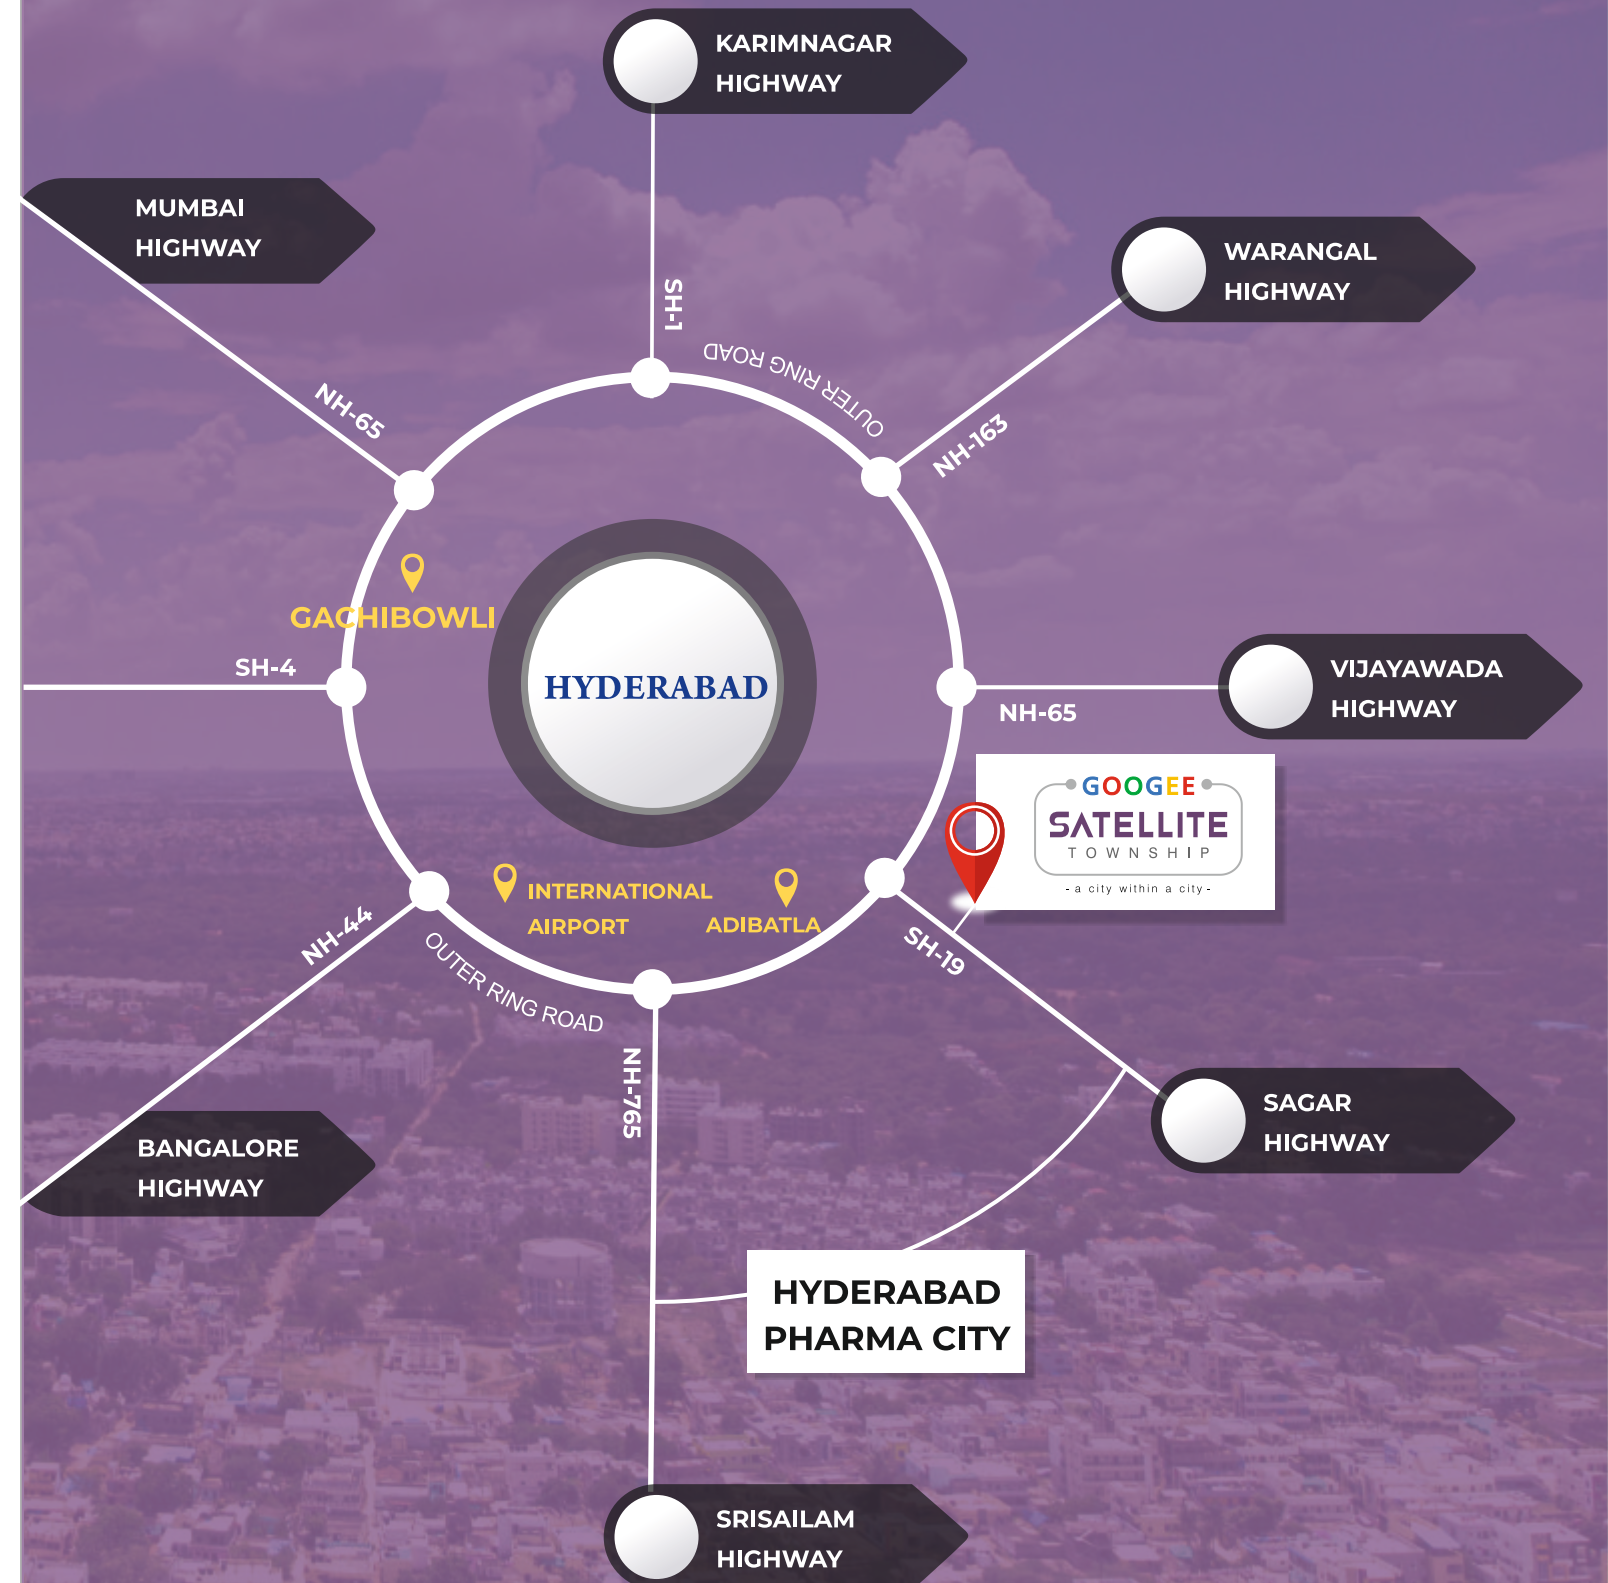 KARIMNAGAR
HIGHWAY
MUMBAI
HIGHWAY
WARANGAL
HIGHWAY
SH-1
OUTER RING ROAD
NH-65
NH-163
GACHIBOWLI
SH-4
HYDERABAD
VIJAYAWADA
HIGHWAY
NH-65
GOOGEE
SATELLITE
TOWNSHIP
- a city within a city -
INTERNATIONAL
AIRPORT
ADIBATLA
NH-44
OUTER RING ROAD
SH-19
NH-765
SAGAR
HIGHWAY
BANGALORE
HIGHWAY
HYDERABAD
PHARMA CITY
SRISAILAM
HIGHWAY